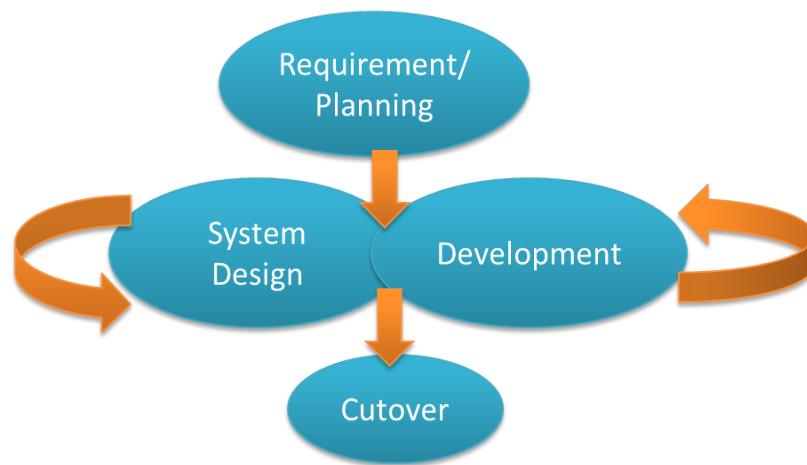 Requirement/
Planning
System
Design
Development
Cutover